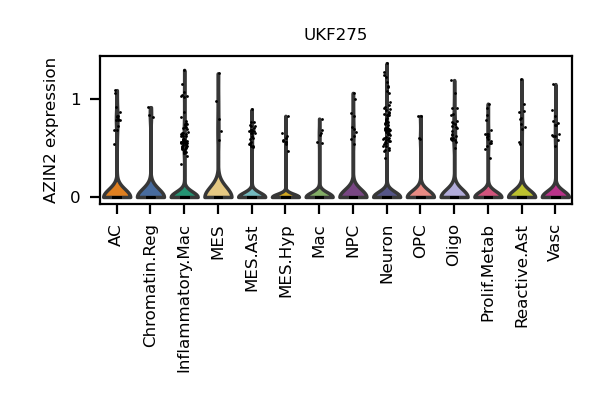 UKF275
AZIN2 expression
1
0
AC
Chromatin.Reg
Inflammatory.Mac
MES
MES.Ast
MES.Hyp
Mac
NPC
Neuron
OPC
Oligo
Prolif.Metab
Reactive.Ast
Vasc